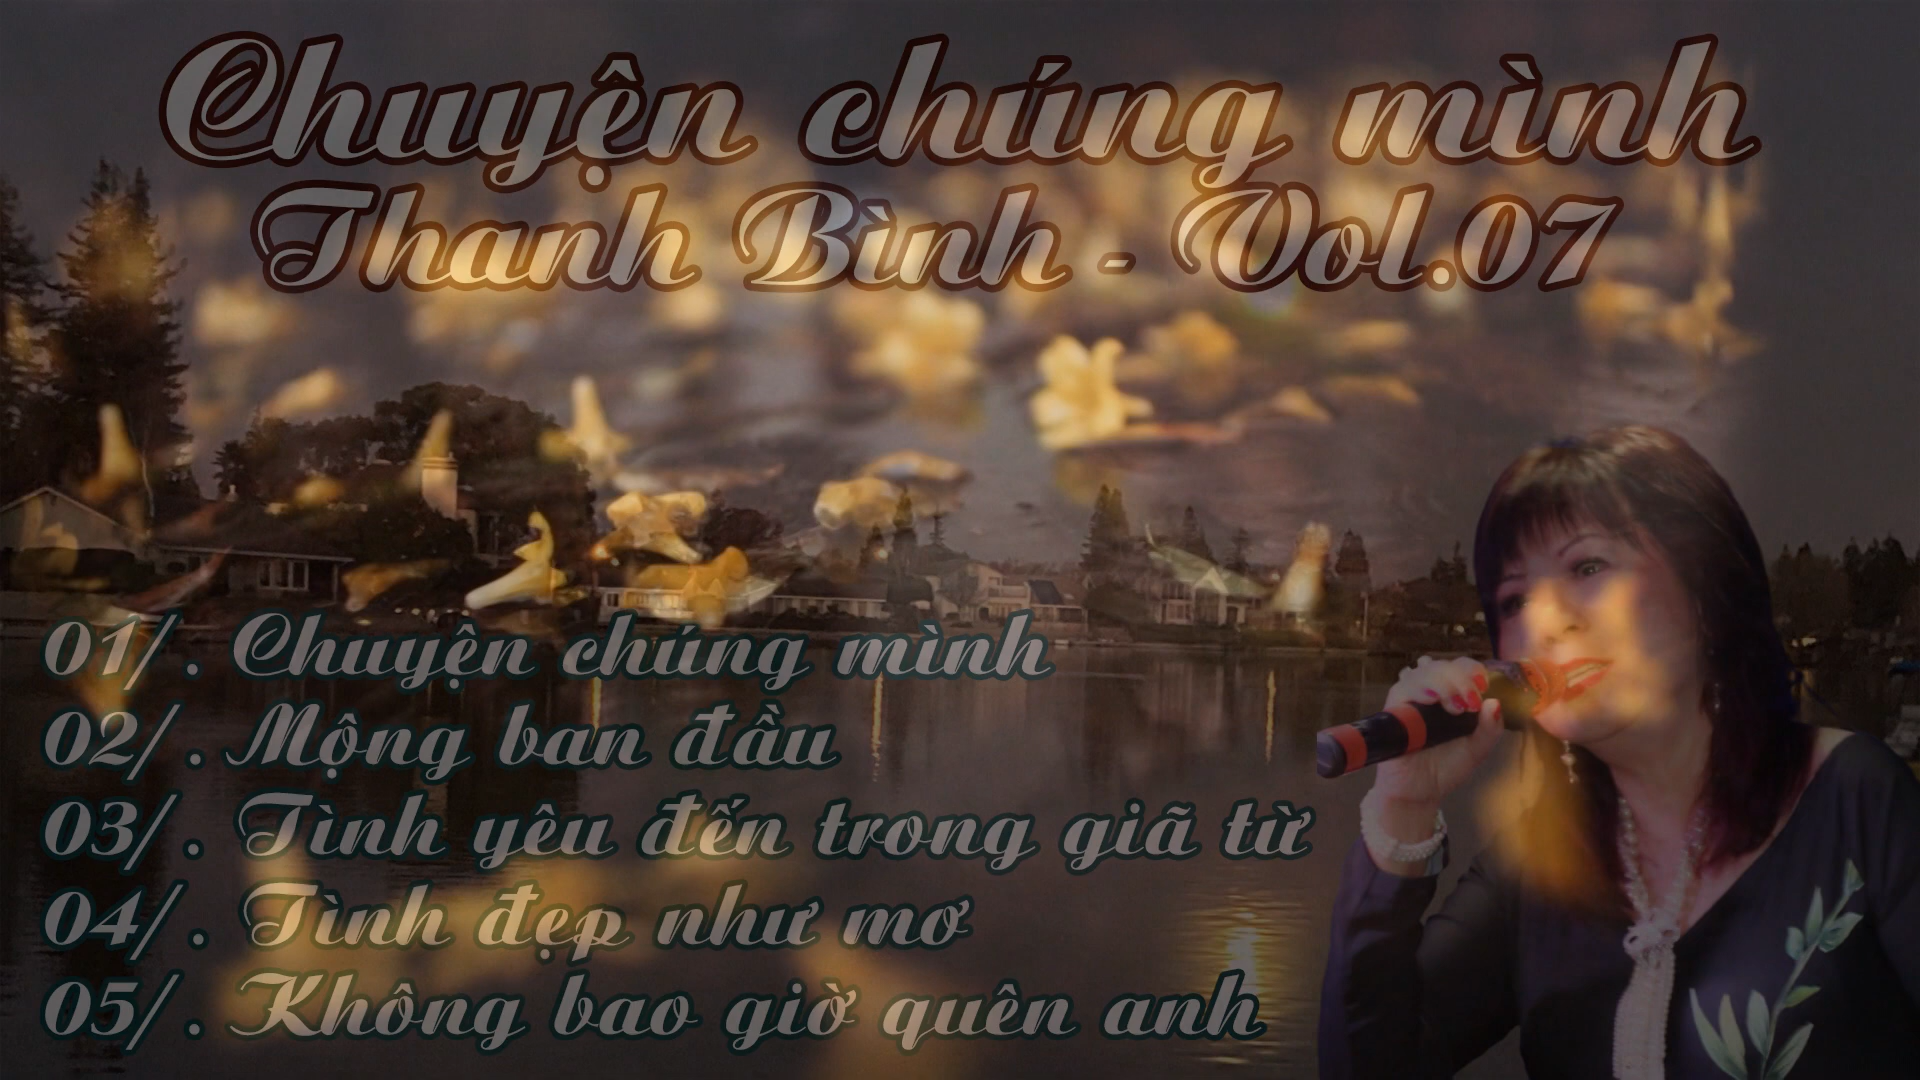 Chuyện chúng mình
Thanh Bình - Vol.07
01/. Chuyện chúng mình
02/. Mộng ban đầu
03/. Tình yêu đến trong giã từ
04/. Tình đẹp như mơ
05/. Không bao giờ quên anh